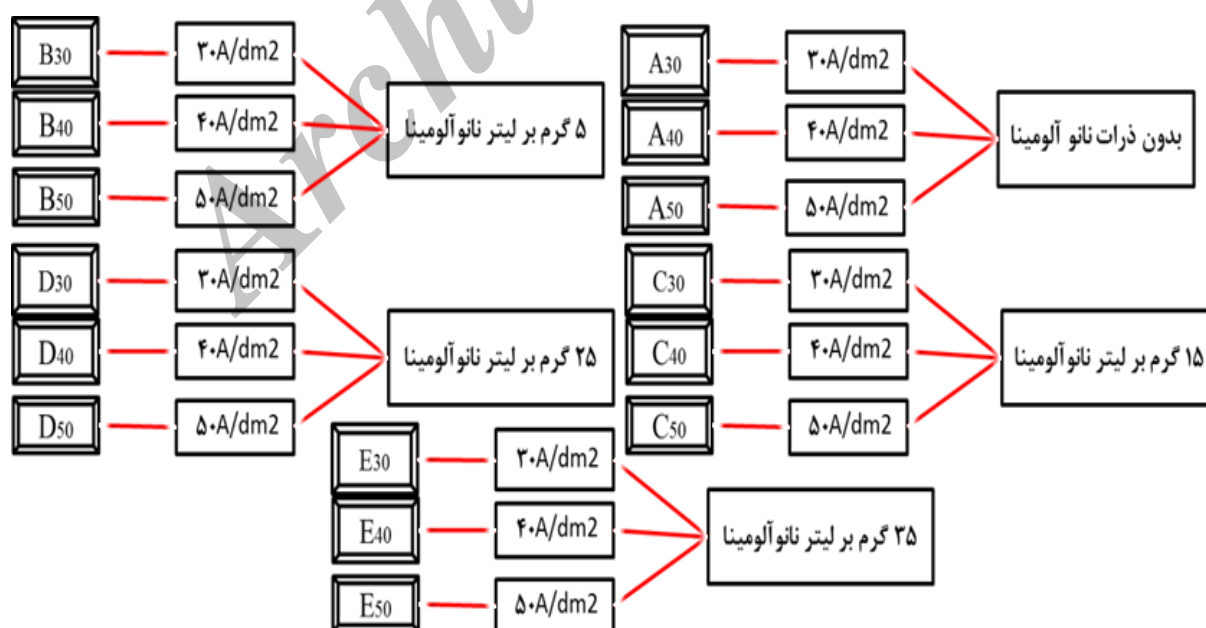 بدون ذرات نانو آلومینا
۳۰A/dm2
A30
۴۰A/dm2
A40
۵۰A/dm2
A50
۵ گرم بر لیتر نانوآلومینا
۳۰A/dm2
B30
۴۰A/dm2
B40
۵۰A/dm2
B50
۱۵ گرم بر لیتر نانوآلومینا
۳۰A/dm2
C30
۴۰A/dm2
C40
۵۰A/dm2
C50
۲۵ گرم بر لیتر نانوآلومینا
۳۰A/dm2
D30
۴۰A/dm2
D40
۵۰A/dm2
D50
۳۵ گرم بر لیتر نانوآلومینا
۳۰A/dm2
E30
۴۰A/dm2
E40
۵۰A/dm2
E50